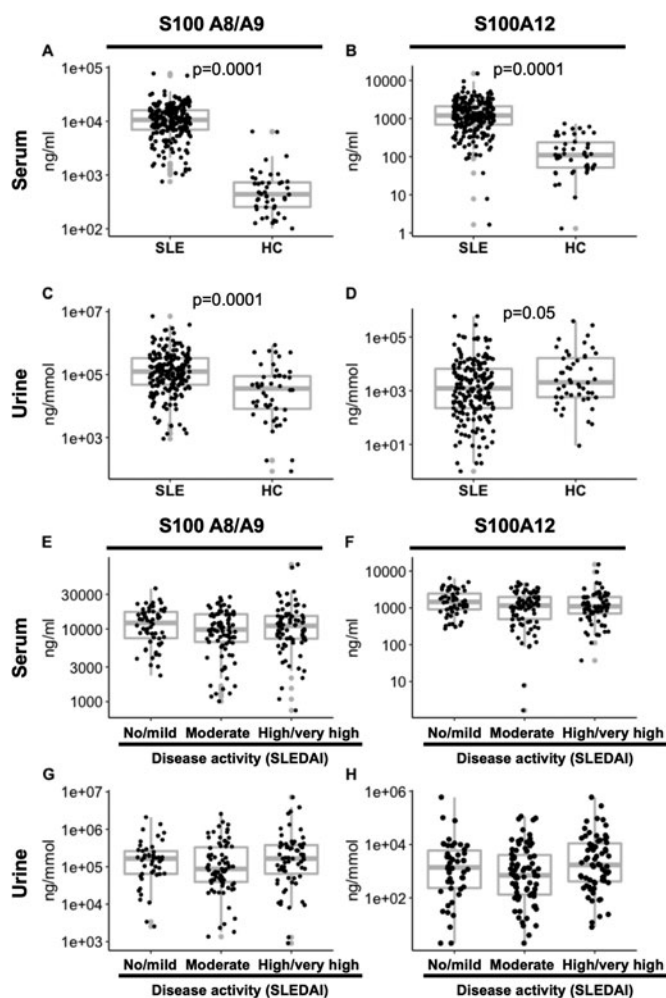 S100 A8/A9
S100A12
A
B
Serum
1e+05
1e+04
1e+03
1e+02
ng/ml
p=0.0001
SLE
HC
1000
100
10
1
ng/ml
p=0.0001
SLE
HC
C
D
Urine
1e+07
1e+05
1e+03
ng/mmol
p=0.0001
SLE
HC
1e+05
1e+03
1e+01
ng/mmol
p=0.05
SLE
HC
S100 A8/A9
S100A12
E
F
Serum
30000
10000
3000
1000
ng/ml
No/mild Moderate High/very high
Disease activity (SLEDAI)
10000
1000
100
10
ng/ml
No/mild Moderate High/very high
Disease activity (SLEDAI)
G
H
Urine
1e+07
1e+06
1e+05
1e+04
1e+03
ng/mmol
No/mild Moderate High/very high
Disease activity (SLEDAI)
1e+06
1e+04
1e+02
ng/mmol
No/mild Moderate High/very high
Disease activity (SLEDAI)